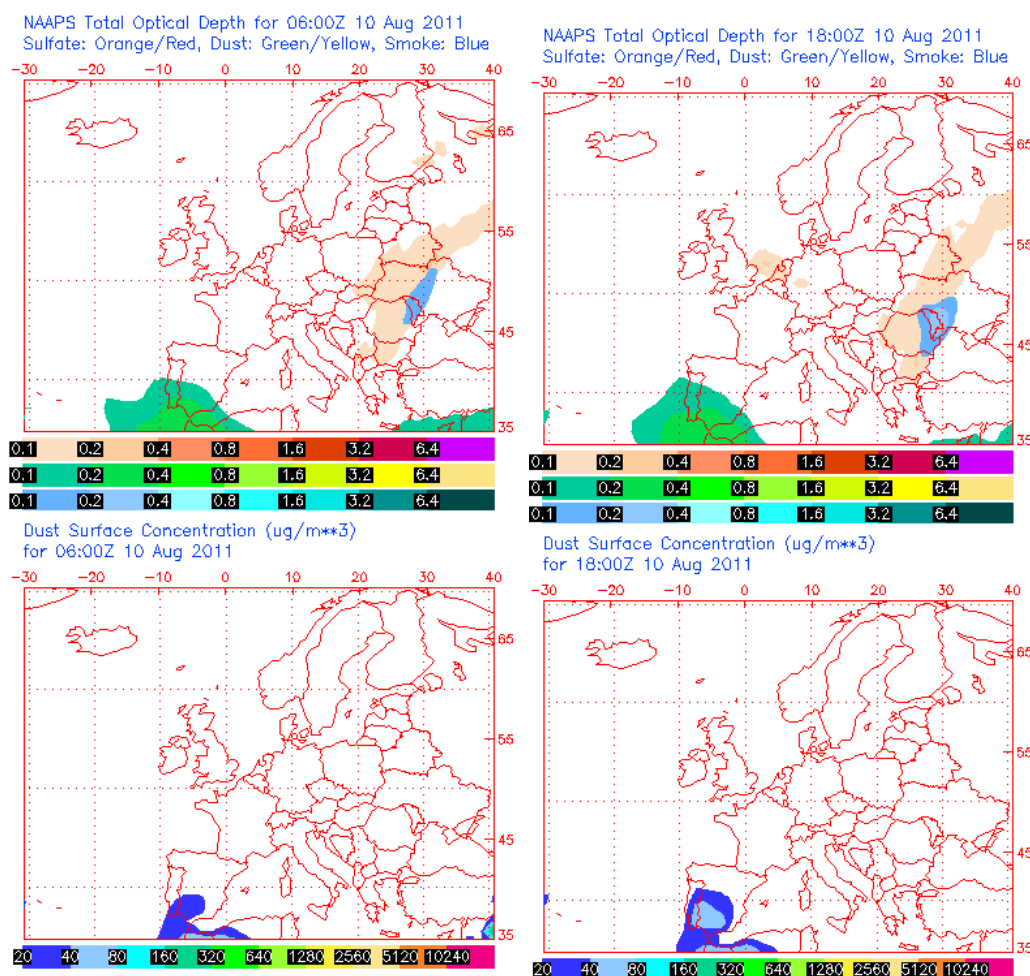 NAAPS Total Optical Depth for 06:00Z 10 Aug 2011
Sulfate: Orange/Red, Dust: Green/Yellow, Smoke: Blue
-30 -20 -10 0 10 20 30 40
65
55
45
35
0.1 0.2 0.4 0.8 1.6 3.2 6.4
0.1 0.2 0.4 0.8 1.6 3.2 6.4
0.1 0.2 0.4 0.8 1.6 3.2 6.4
NAAPS Total Optical Depth for 18:00Z 10 Aug 2011
Sulfate: Orange/Red, Dust: Green/Yellow, Smoke: Blue
-30 -20 -10 0 10 20 30 40
65
55
45
35
0.1 0.2 0.4 0.8 1.6 3.2 6.4
0.1 0.2 0.4 0.8 1.6 3.2 6.4
0.1 0.2 0.4 0.8 1.6 3.2 6.4
Dust Surface Concentration (ug/m**3)
for 06:00Z 10 Aug 2011
-30 -20 -10 0 10 20 30 40
65
55
45
35
20 40 80 160 320 640 1280 2560 5120 10240
Dust Surface Concentration (ug/m**3)
for 18:00Z 10 Aug 2011
-30 -20 -10 0 10 20 30 40
65
55
45
35
20 40 80 160 320 640 1280 2560 5120 10240